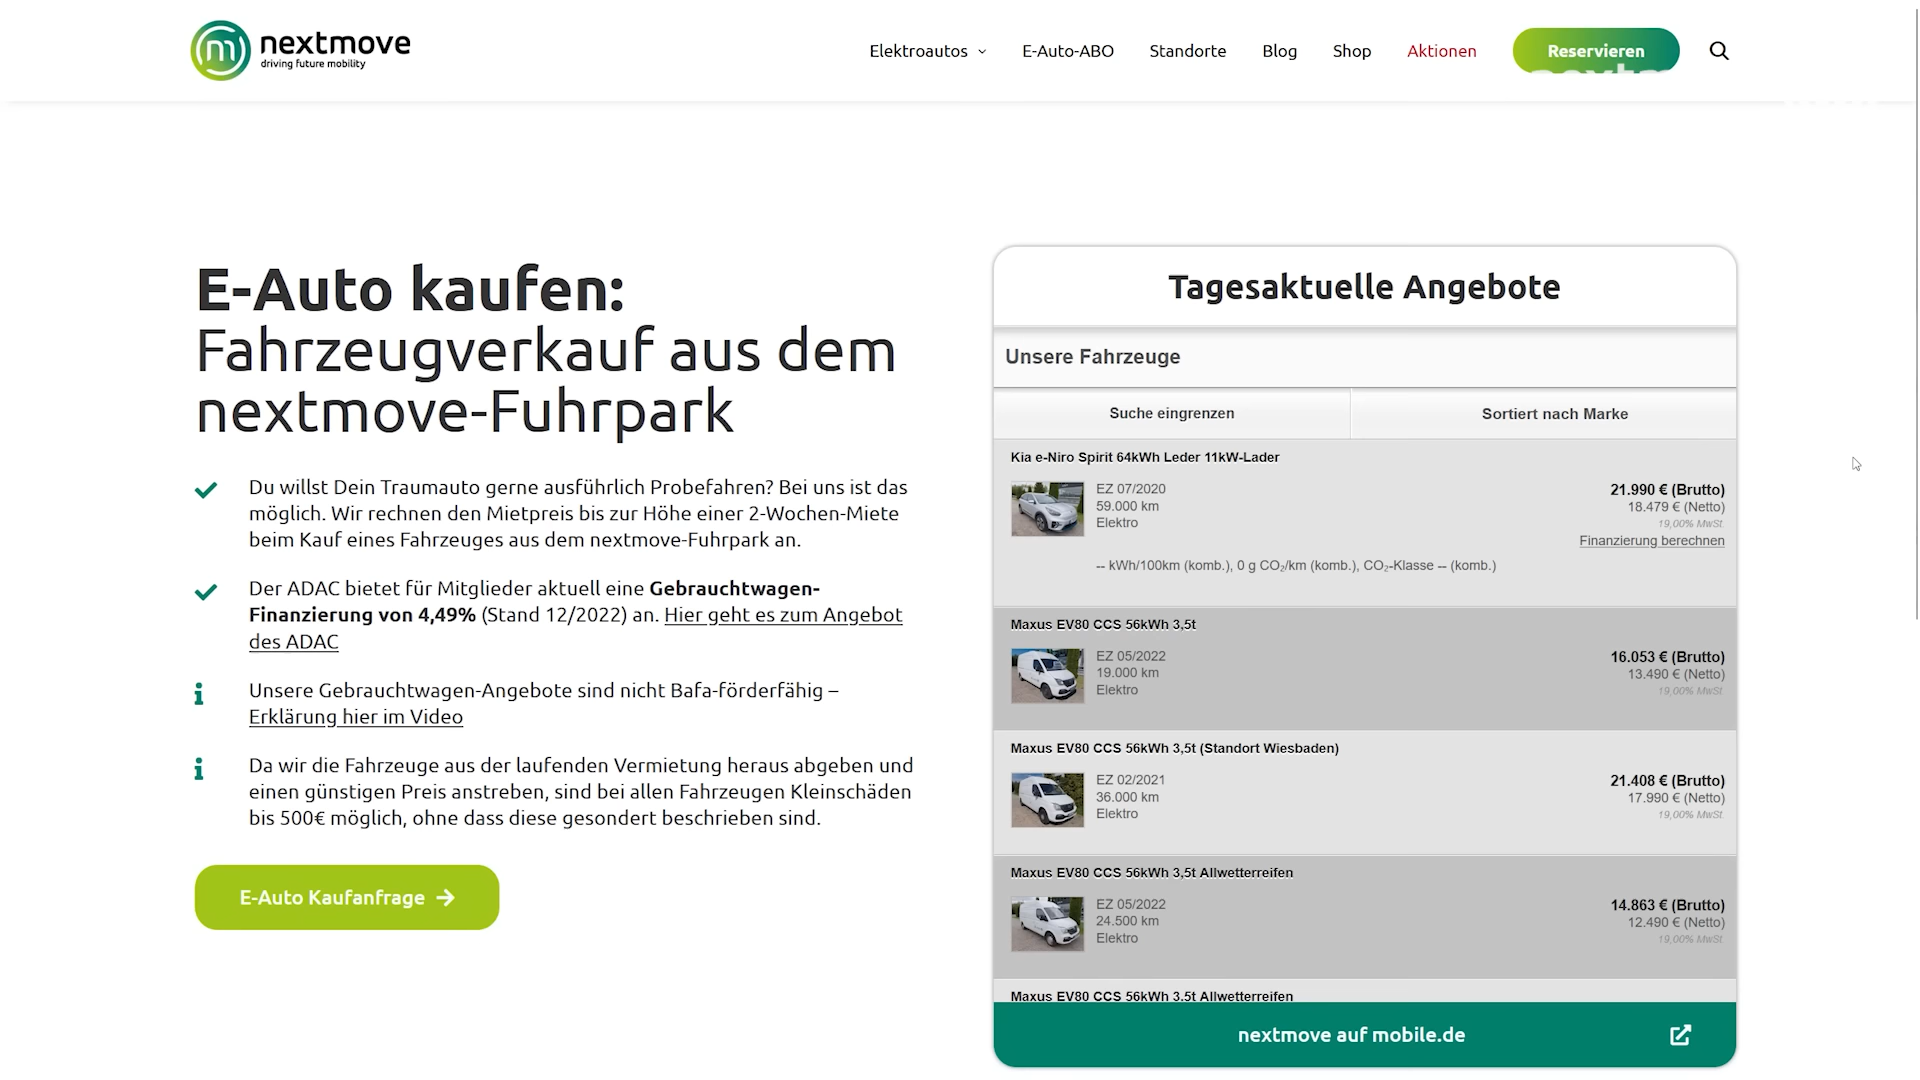 nextmove
driving future mobility
Elektroautos
E-Auto-ABO
Standorte
Blog
Shop
Aktionen
Reservieren
E-Auto kaufen:
Fahrzeugverkauf aus dem
nextmove-Fuhrpark
Du willst Dein Traumauto gerne ausführlich Probefahren? Bei uns ist das
möglich. Wir rechnen den Mietpreis bis zur Höhe einer 2-Wochen-Miete
beim Kauf eines Fahrzeuges aus dem nextmove-Fuhrpark an.
Der ADAC bietet für Mitglieder aktuell eine Gebrauchtwagen-
Finanzierung von 4,49% (Stand 12/2022) an. Hier geht es zum Angebot
des ADAC
Unsere Gebrauchtwagen-Angebote sind nicht Bafa-förderfähig –
Erklärung hier im Video
Da wir die Fahrzeuge aus der laufenden Vermietung heraus abgeben und
einen günstigen Preis anstreben, sind bei allen Fahrzeugen Kleinschäden
bis 500€ möglich, ohne dass diese gesondert beschrieben sind.
E-Auto Kaufanfrage
Tagesaktuelle Angebote
Unsere Fahrzeuge
Suche eingrenzen
Sortiert nach Marke
Kia e-Niro Spirit 64kWh Leder 11kW-Lader
EZ 07/2020
59.000 km
Elektro
21.990 € (Brutto)
18.479 € (Netto)
19,00% MwSt.
Finanzierung berechnen
-- kWh/100km (komb.), 0 g CO₂/km (komb.), CO₂-Klasse -- (komb.)
Maxus EV80 CCS 56kWh 3,5t
EZ 05/2022
19.000 km
Elektro
16.053 € (Brutto)
13.490 € (Netto)
19,00% MwSt.
Maxus EV80 CCS 56kWh 3,5t (Standort Wiesbaden)
EZ 02/2021
36.000 km
Elektro
21.408 € (Brutto)
17.990 € (Netto)
19,00% MwSt.
Maxus EV80 CCS 56kWh 3,5t Allwetterreifen
EZ 05/2022
24.500 km
Elektro
14.863 € (Brutto)
12.490 € (Netto)
19,00% MwSt.
Maxus EV80 CCS 56kWh 3.5t Allwetterreifen
nextmove auf mobile.de